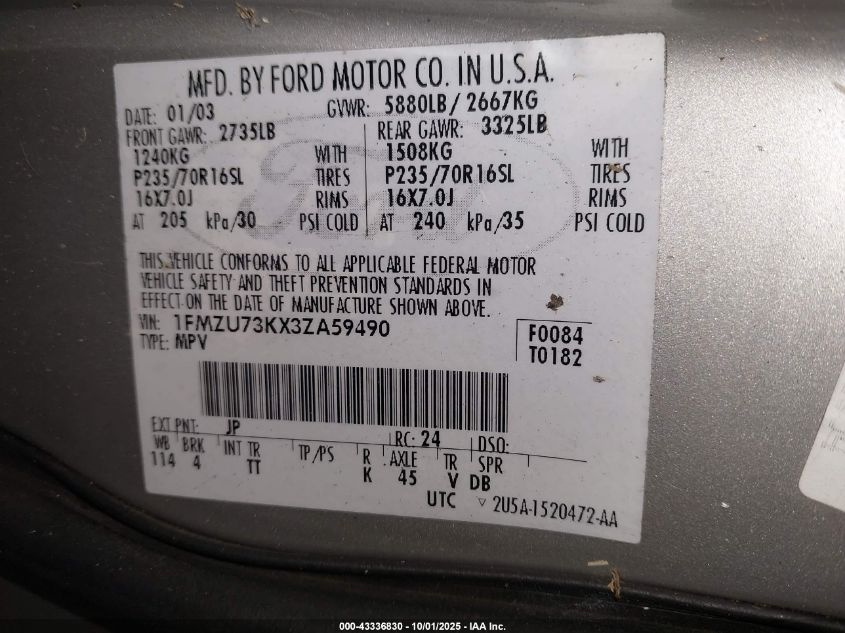 MFD. BY FORD MOTOR CO. IN U.S.A.
DATE: 01/03 GVWR: 5880LB/ 2667KG
FRONT GAWR: 2735LB REAR GAWR: 3325LB
1240KG WITH 1508KG WITH
P235/70R16SL TIRES P235/70R16SL TIRES
16X7.0J RIMS 16X7.0J RIMS
AT 205 kPa/30 PSI COLD AT 240 kPa/35 PSI COLD
THIS VEHICLE CONFORMS TO ALL APPLICABLE FEDERAL MOTOR
VEHICLE SAFETY AND THEFT PREVENTION STANDARDS IN
EFFECT ON THE DATE OF MANUFACTURE SHOWN ABOVE.
VIN: 1FMZU73KX3ZA59490
TYPE: MPV
F0084
T0182
EXT PNT: JP RC: 24 DSO:
WB BRK INT TR TP/PS R AXLE TR SPR
114 4 TT K 45 V DB
UTC ▽ 2U5A-1520472-AA
000-43336830 - 10/01/2025 - IAA Inc.